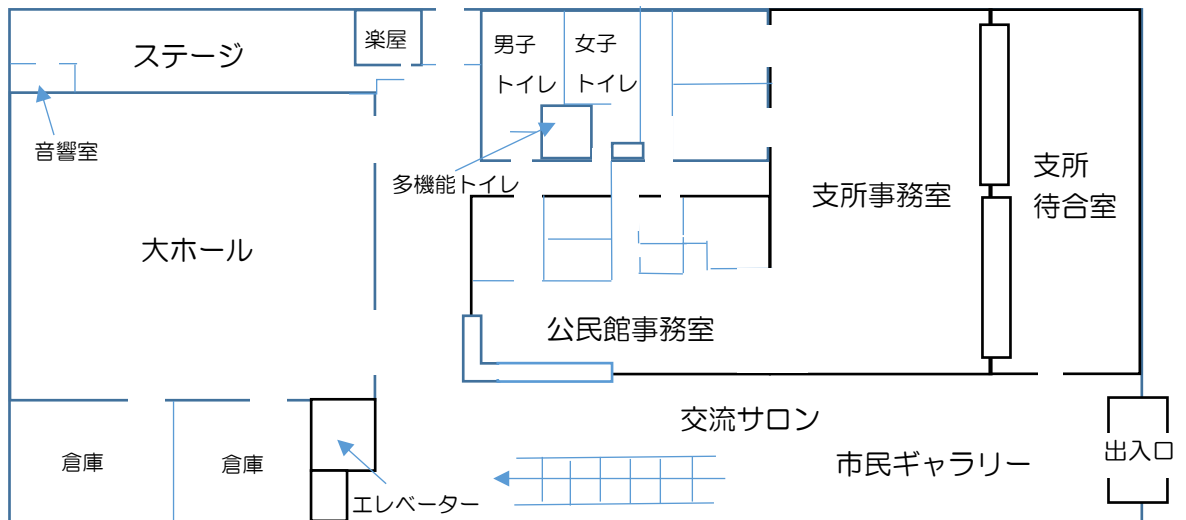 ステージ
楽屋
男子
トイレ
女子
トイレ
音響室
多機能トイレ
支所事務室
支所
待合室
大ホール
公民館事務室
交流サロン
市民ギャラリー
出入口
倉庫
倉庫
エレベーター